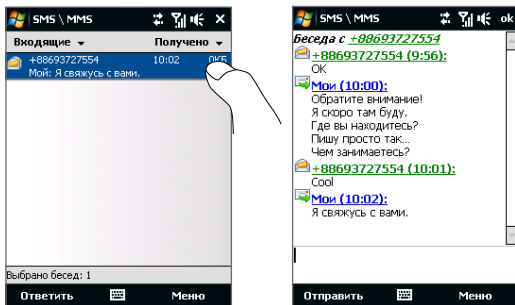 SMS \ MMS
Входящие
Получено
+88693727554 10:02 0КБ
Мой: Я свяжусь с вами.
Выбрано бесед: 1
Ответить
Меню
SMS \ MMS ok
Беседа с +88693727554
+88693727554 (9:56):
OK
Мои (10:00):
Обратите внимание!
Я скоро там буду.
Где вы находитесь?
Пишу просто так...
Чем занимаетесь?
+88693727554 (10:01):
Cool
Мои (10:02):
Я свяжусь с вами.
Отправить
Меню